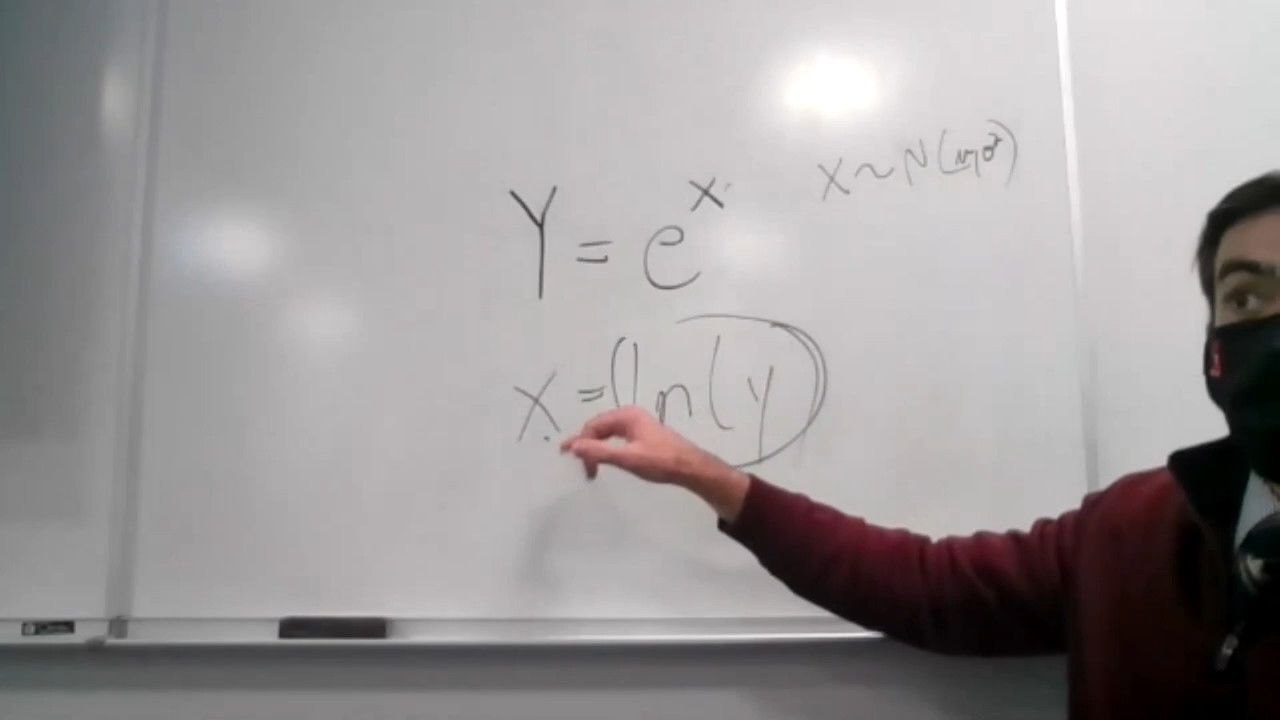 Y = e^x
X ~ N(μ, σ²)
X = ln(y)